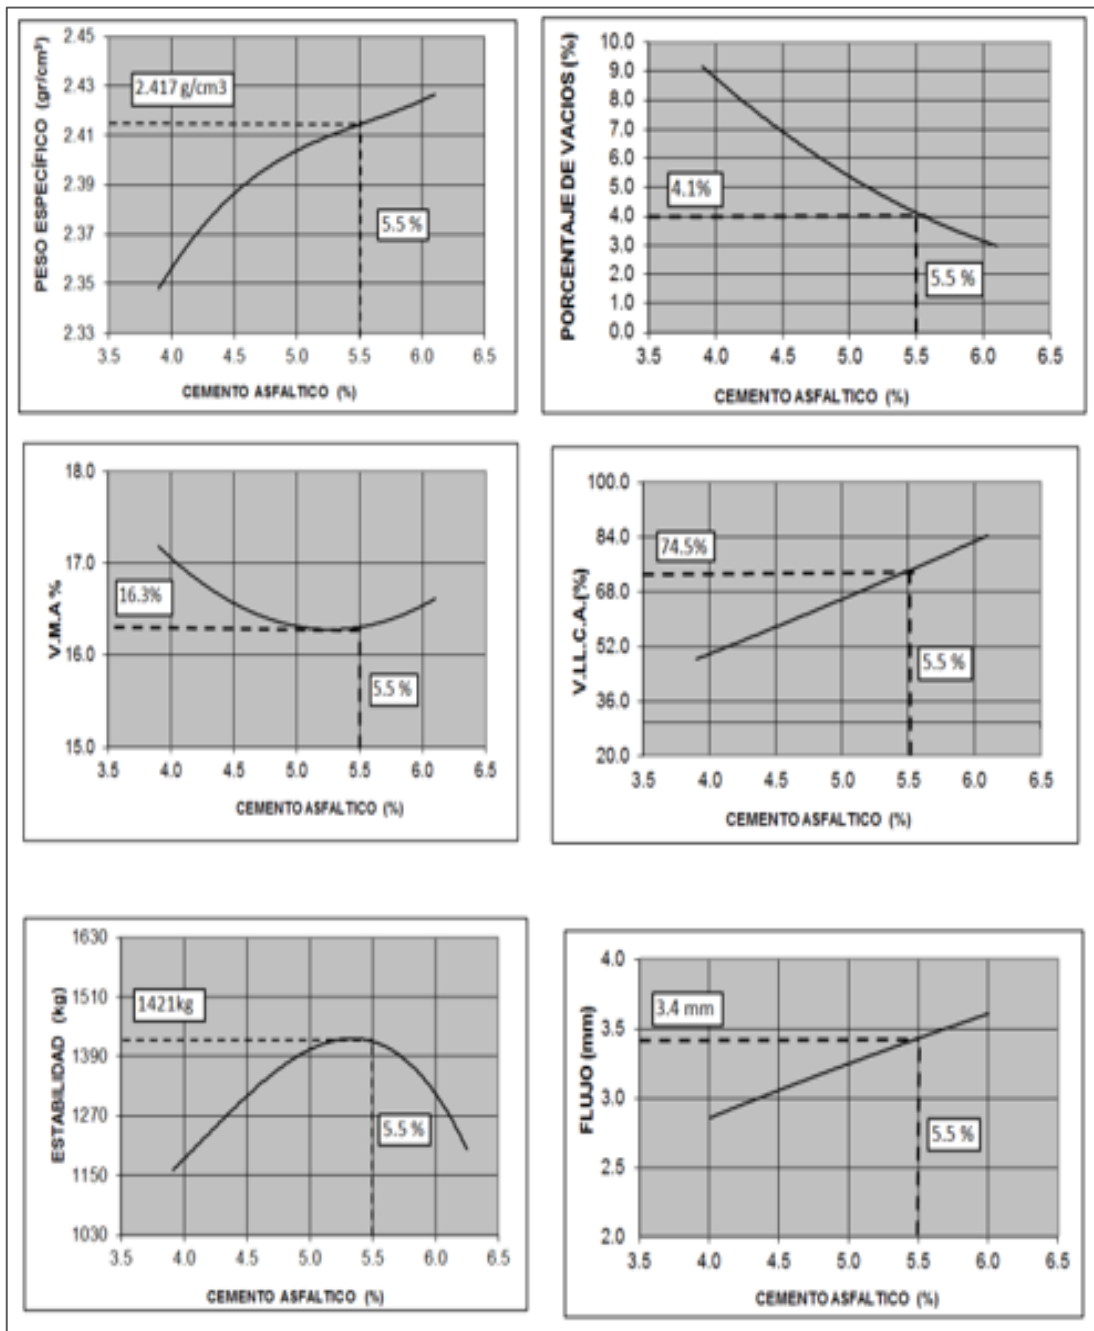 PESO ESPECÍFICO (gr/cm³)
2.45
2.43
2.41
2.39
2.37
2.35
2.33
2.417 g/cm3
5.5 %
3.5 4.0 4.5 5.0 5.5 6.0 6.5
CEMENTO ASFALTICO (%)
PORCENTAJE DE VACIOS (%)
10.0
9.0
8.0
7.0
6.0
5.0
4.0
3.0
2.0
1.0
0.0
4.1%
5.5 %
3.5 4.0 4.5 5.0 5.5 6.0 6.5
CEMENTO ASFALTICO (%)
V.M.A %
18.0
17.0
16.0
15.0
16.3%
5.5 %
3.5 4.0 4.5 5.0 5.5 6.0 6.5
CEMENTO ASFALTICO (%)
V.LL.C.A.(%)
100.0
84.0
68.0
52.0
36.0
20.0
74.5%
5.5 %
3.5 4.0 4.5 5.0 5.5 6.0 6.5
CEMENTO ASFALTICO (%)
ESTABILIDAD (kg)
1630
1510
1390
1270
1150
1030
1421kg
5.5 %
3.5 4.0 4.5 5.0 5.5 6.0 6.5
CEMENTO ASFALTICO (%)
FLUJO (mm)
4.0
3.5
3.0
2.5
2.0
3.4 mm
5.5 %
3.5 4.0 4.5 5.0 5.5 6.0 6.5
CEMENTO ASFALTICO (%)